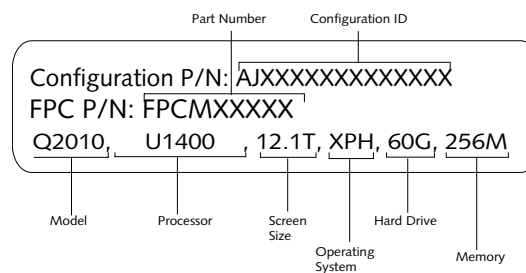 Part Number Configuration ID
Configuration P/N: AJXXXXXXXXXXXXX
FPC P/N: FPCMXXXXX
Q2010, U1400 , 12.1T, XPH, 60G, 256M
Model Processor Screen Size Operating System Hard Drive Memory